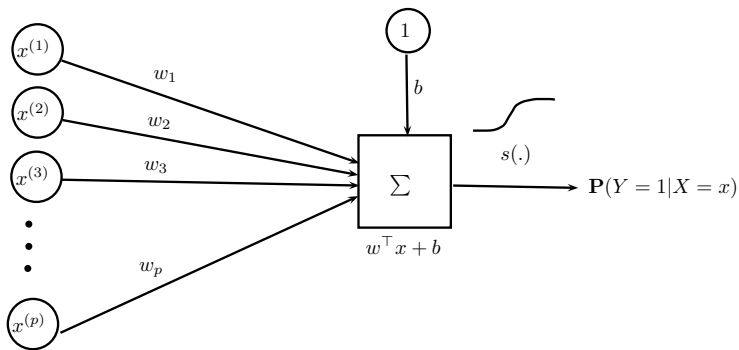 x^{(1)}
x^{(2)}
x^{(3)}
x^{(p)}
w_1
w_2
w_3
w_p
1
b
Σ
w^⊤x + b
s(.)
P(Y = 1|X = x)